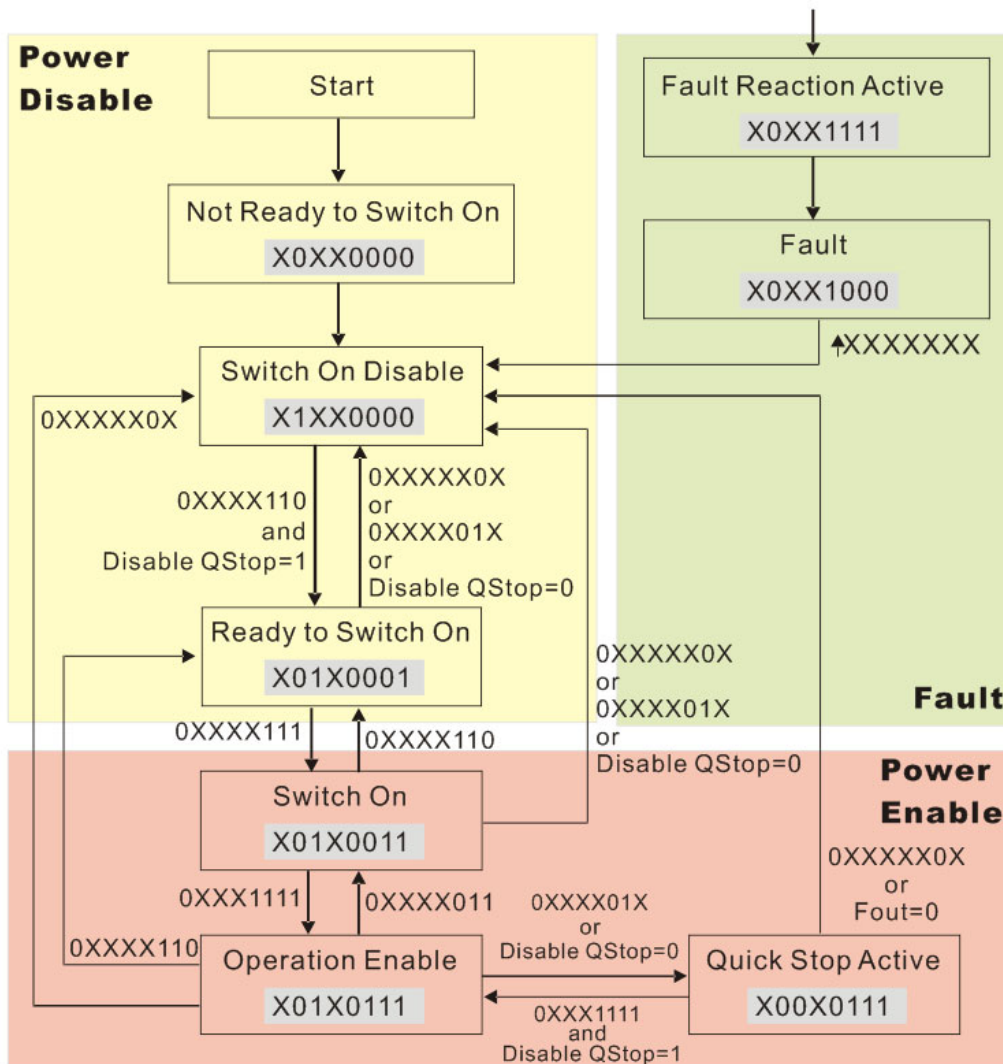 Power
Disable
Start
Not Ready to Switch On
X0XX0000
Switch On Disable
X1XX0000
0XXXXX0X
0XXXX110
and
Disable QStop=1
0XXXXX0X
or
0XXXX01X
or
Disable QStop=0
Ready to Switch On
X01X0001
Fault Reaction Active
X0XX1111
Fault
X0XX1000
XXXXXXX
Fault
0XXXX111
0XXXX110
0XXXXX0X
or
0XXXX01X
or
Disable QStop=0
Power
Enable
Switch On
X01X0011
0XXX1111
0XXXX011
0XXXX110
Operation Enable
X01X0111
0XXXX01X
or
Disable QStop=0
0XXX1111
and
Disable QStop=1
0XXXXX0X
or
Fout=0
Quick Stop Active
X00X0111